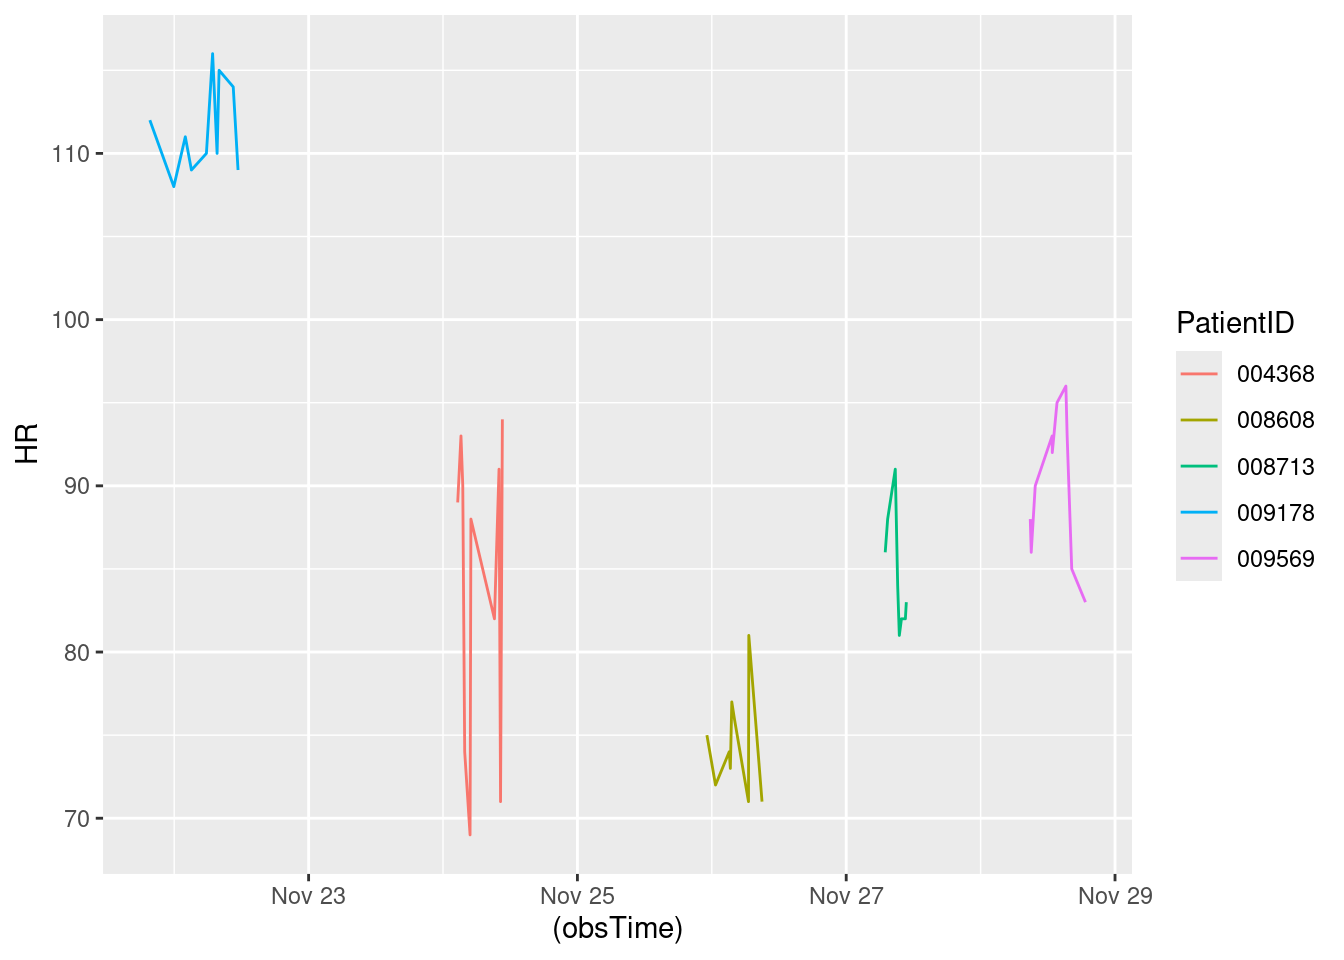 110
100
90
80
70
HR
Nov 23
Nov 25
Nov 27
Nov 29
(obsTime)
PatientID
004368
008608
008713
009178
009569